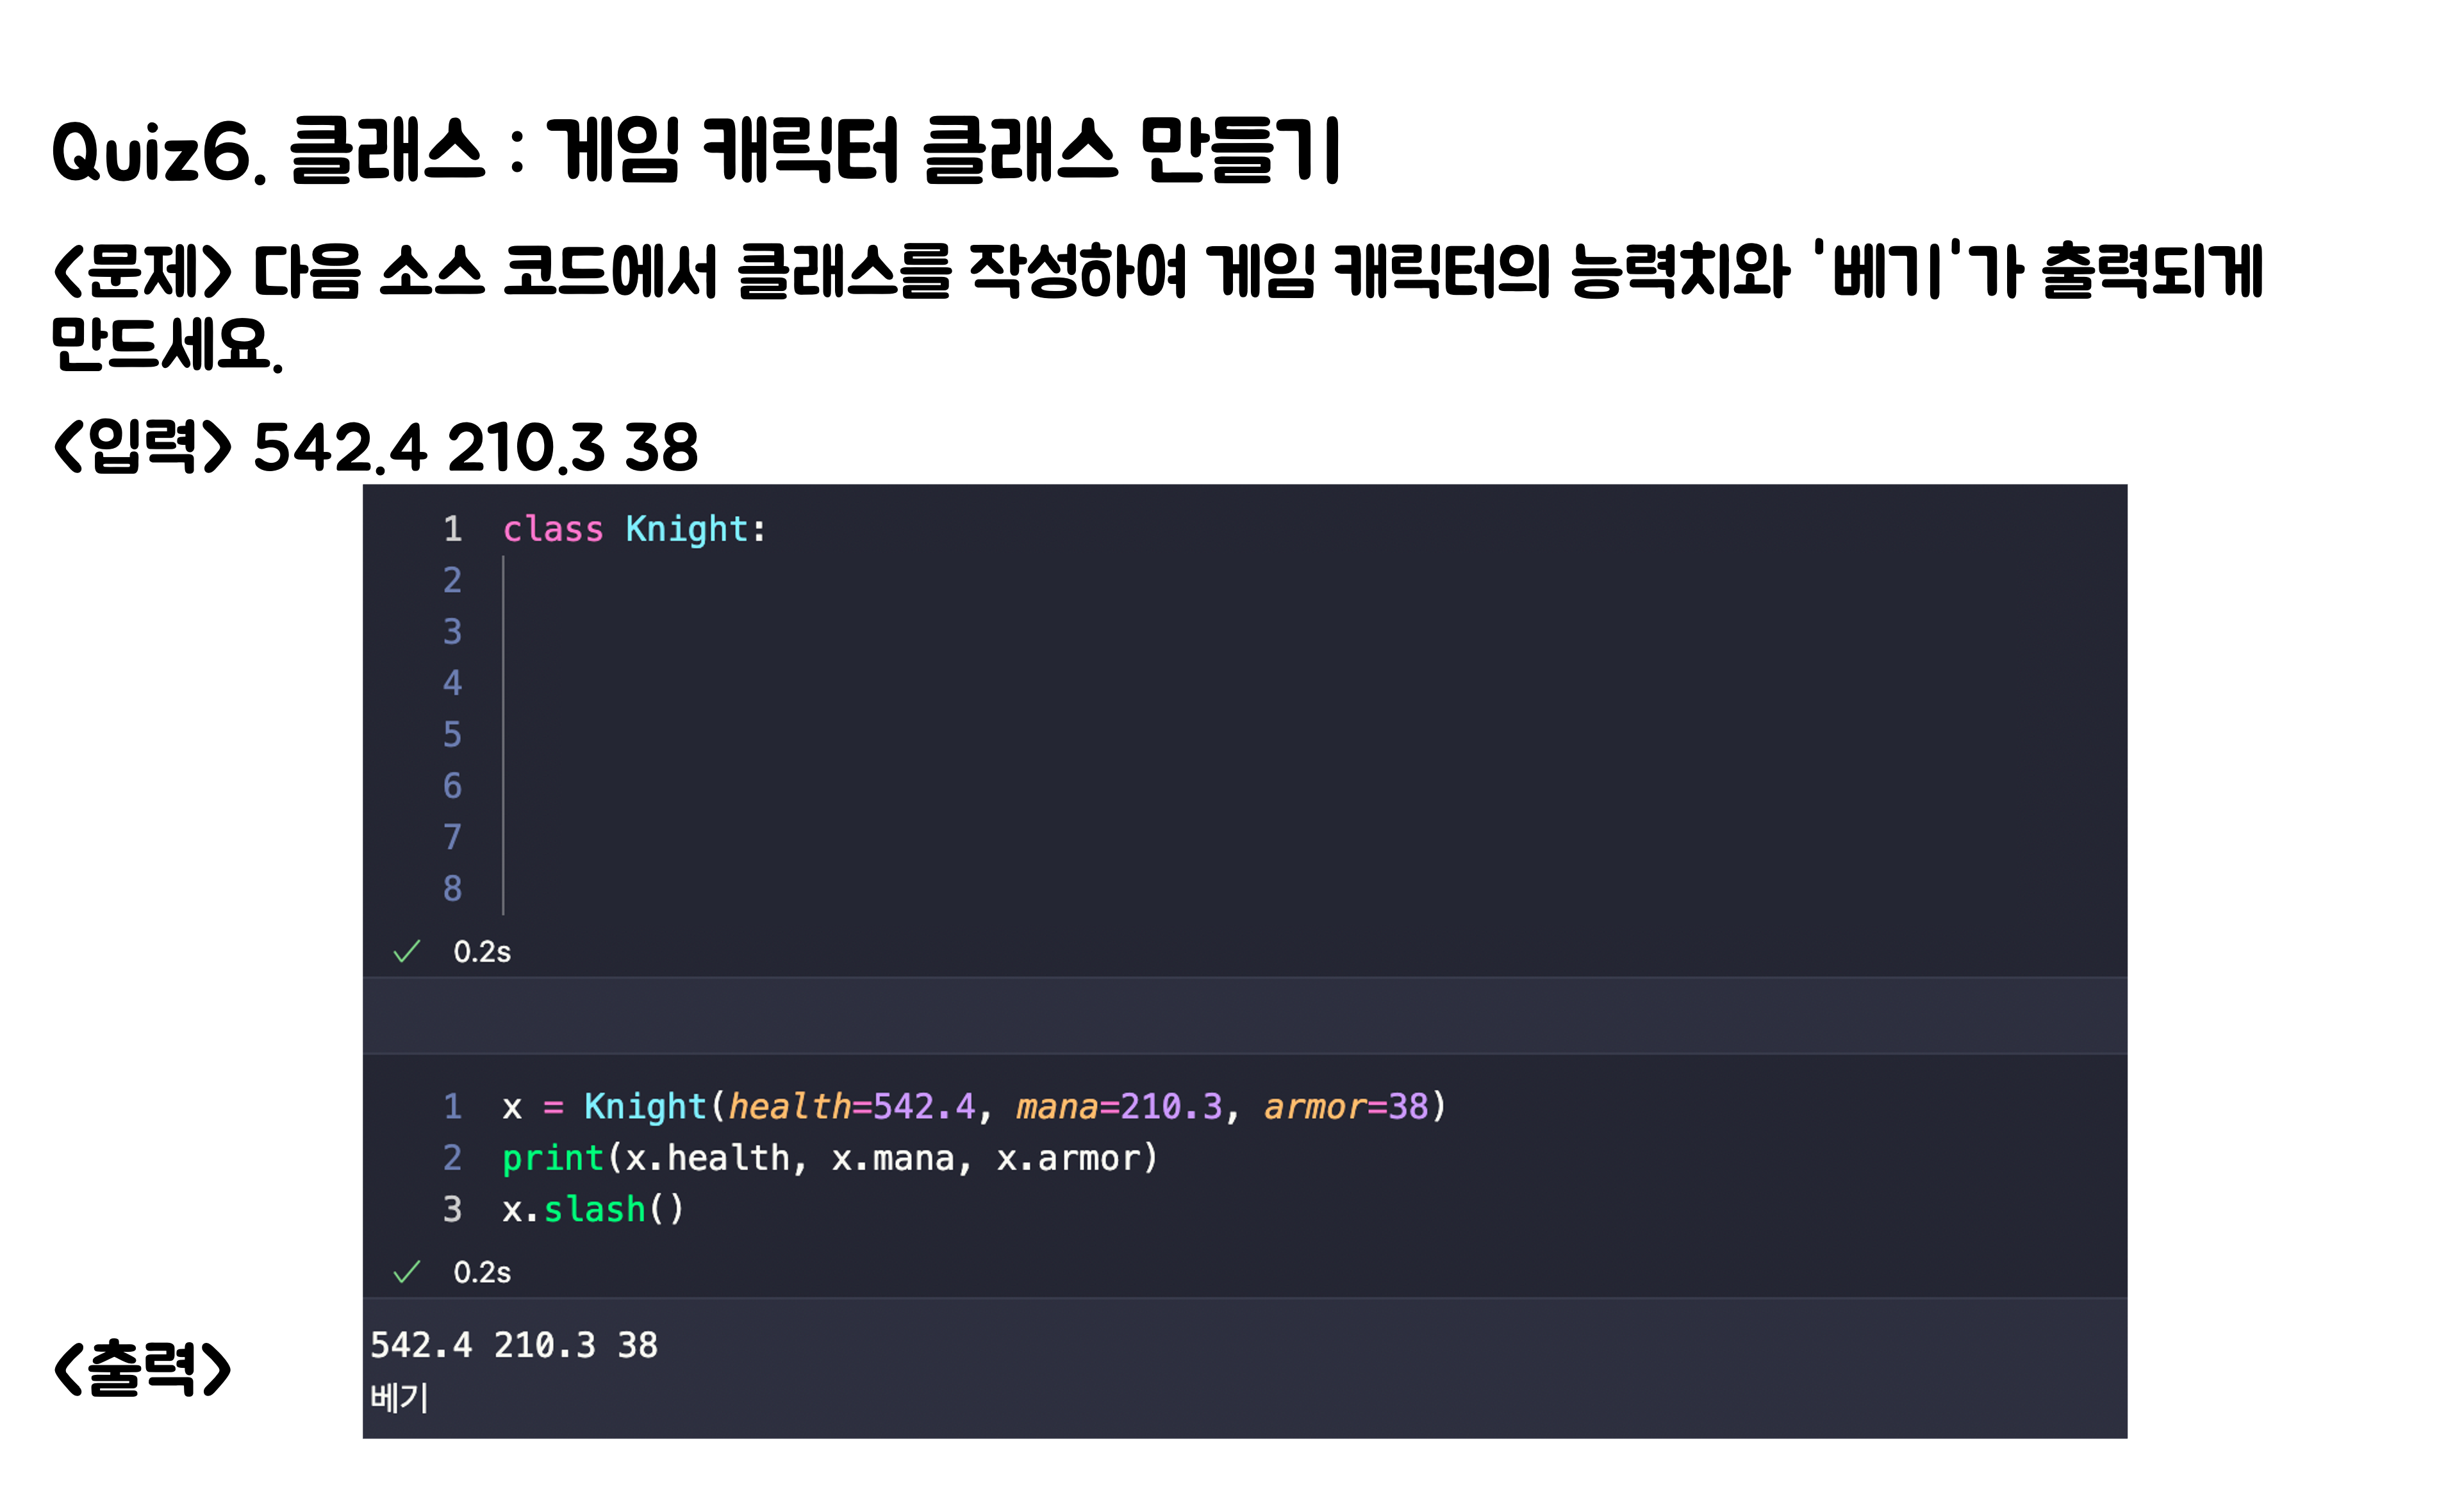 Quiz6. 클래스 : 게임 캐릭터 클래스 만들기
<문제> 다음 소스 코드에서 클래스를 작성하여 게임 캐릭터의 능력치와 '베기'가 출력되게
만드세요.
<입력> 542.4 210.3 38
1 class Knight:
2
3
4
5
6
7
8
✓ 0.2s
1 x = Knight(health=542.4, mana=210.3, armor=38)
2 print(x.health, x.mana, x.armor)
3 x.slash()
✓ 0.2s
<출력>
542.4 210.3 38
베기